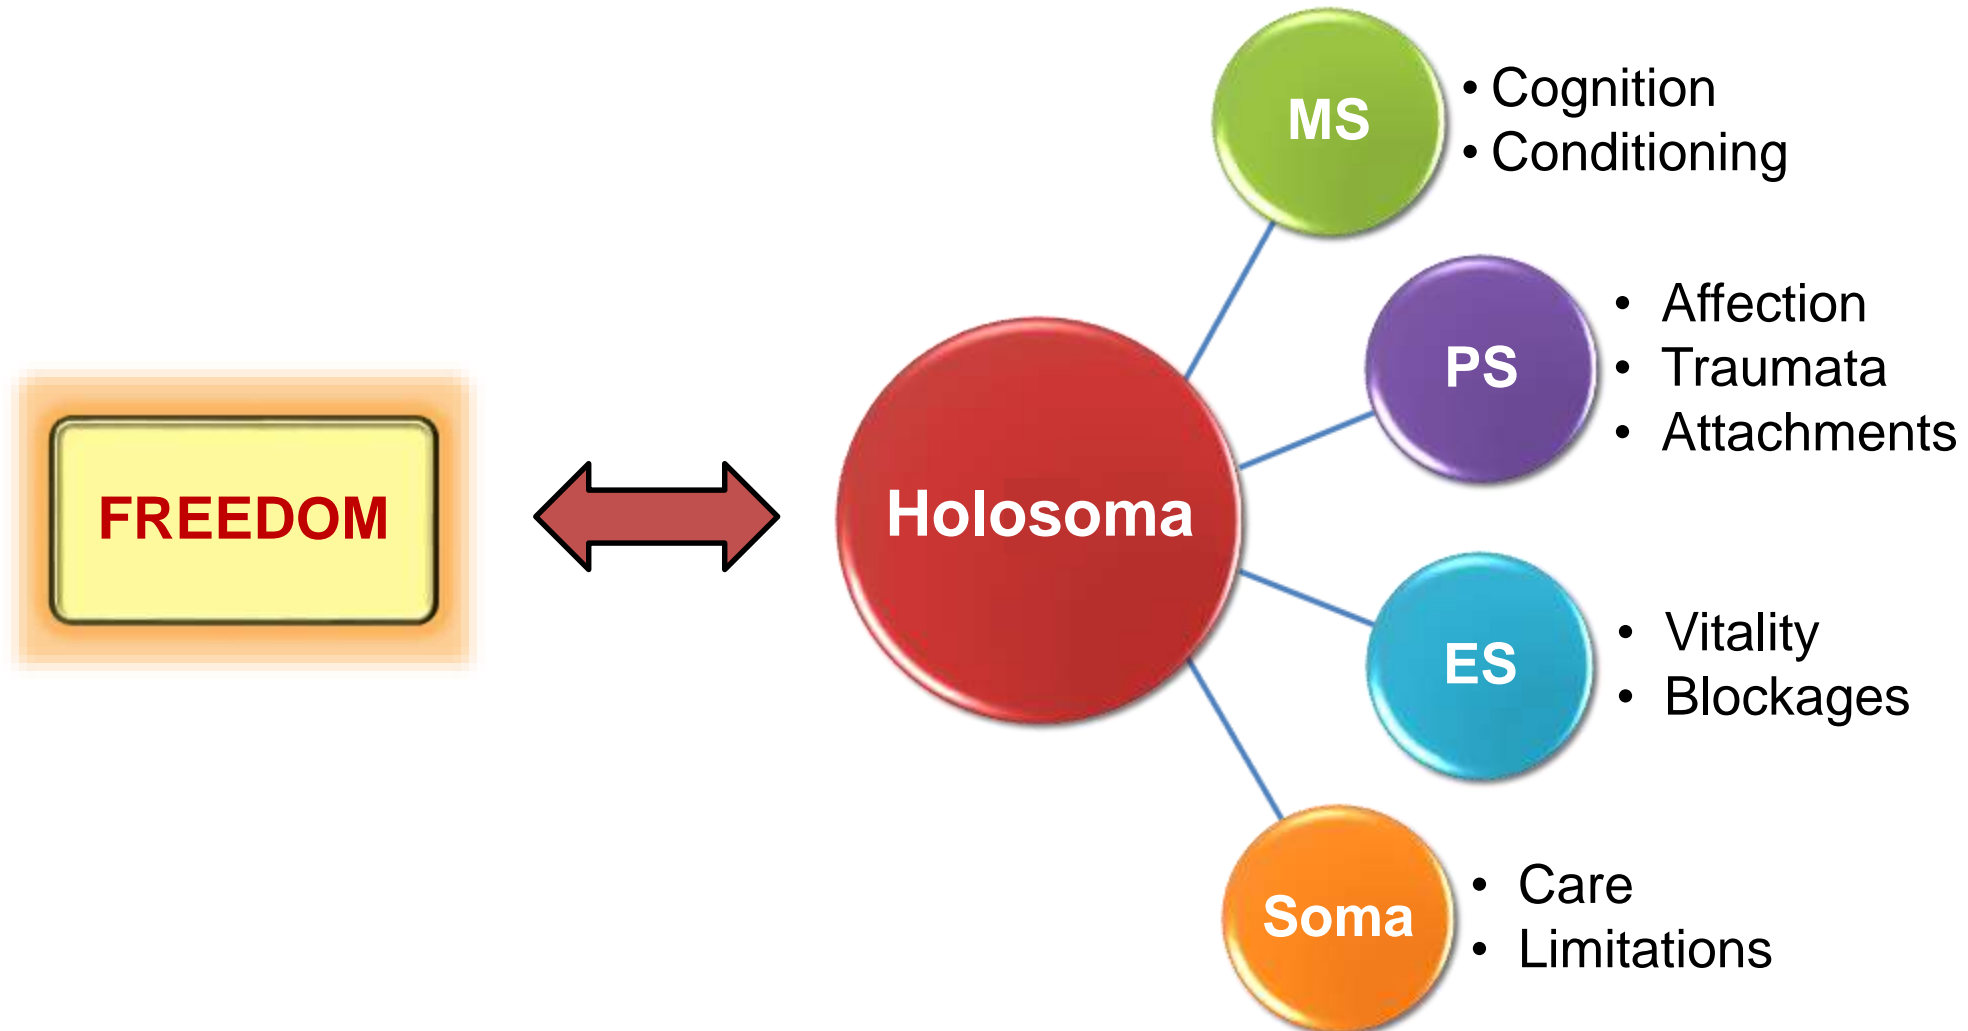 FREEDOM
Holosoma
MS
• Cognition
• Conditioning
PS
• Affection
• Traumata
• Attachments
ES
• Vitality
• Blockages
Soma
• Care
• Limitations